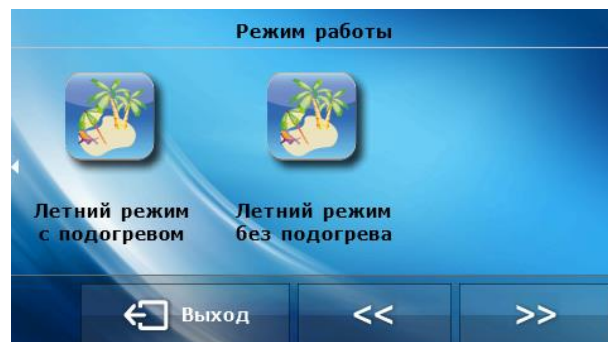 Режим работы
Летний режим
с подогревом
Летний режим
без подогрева
Выход
<<
>>